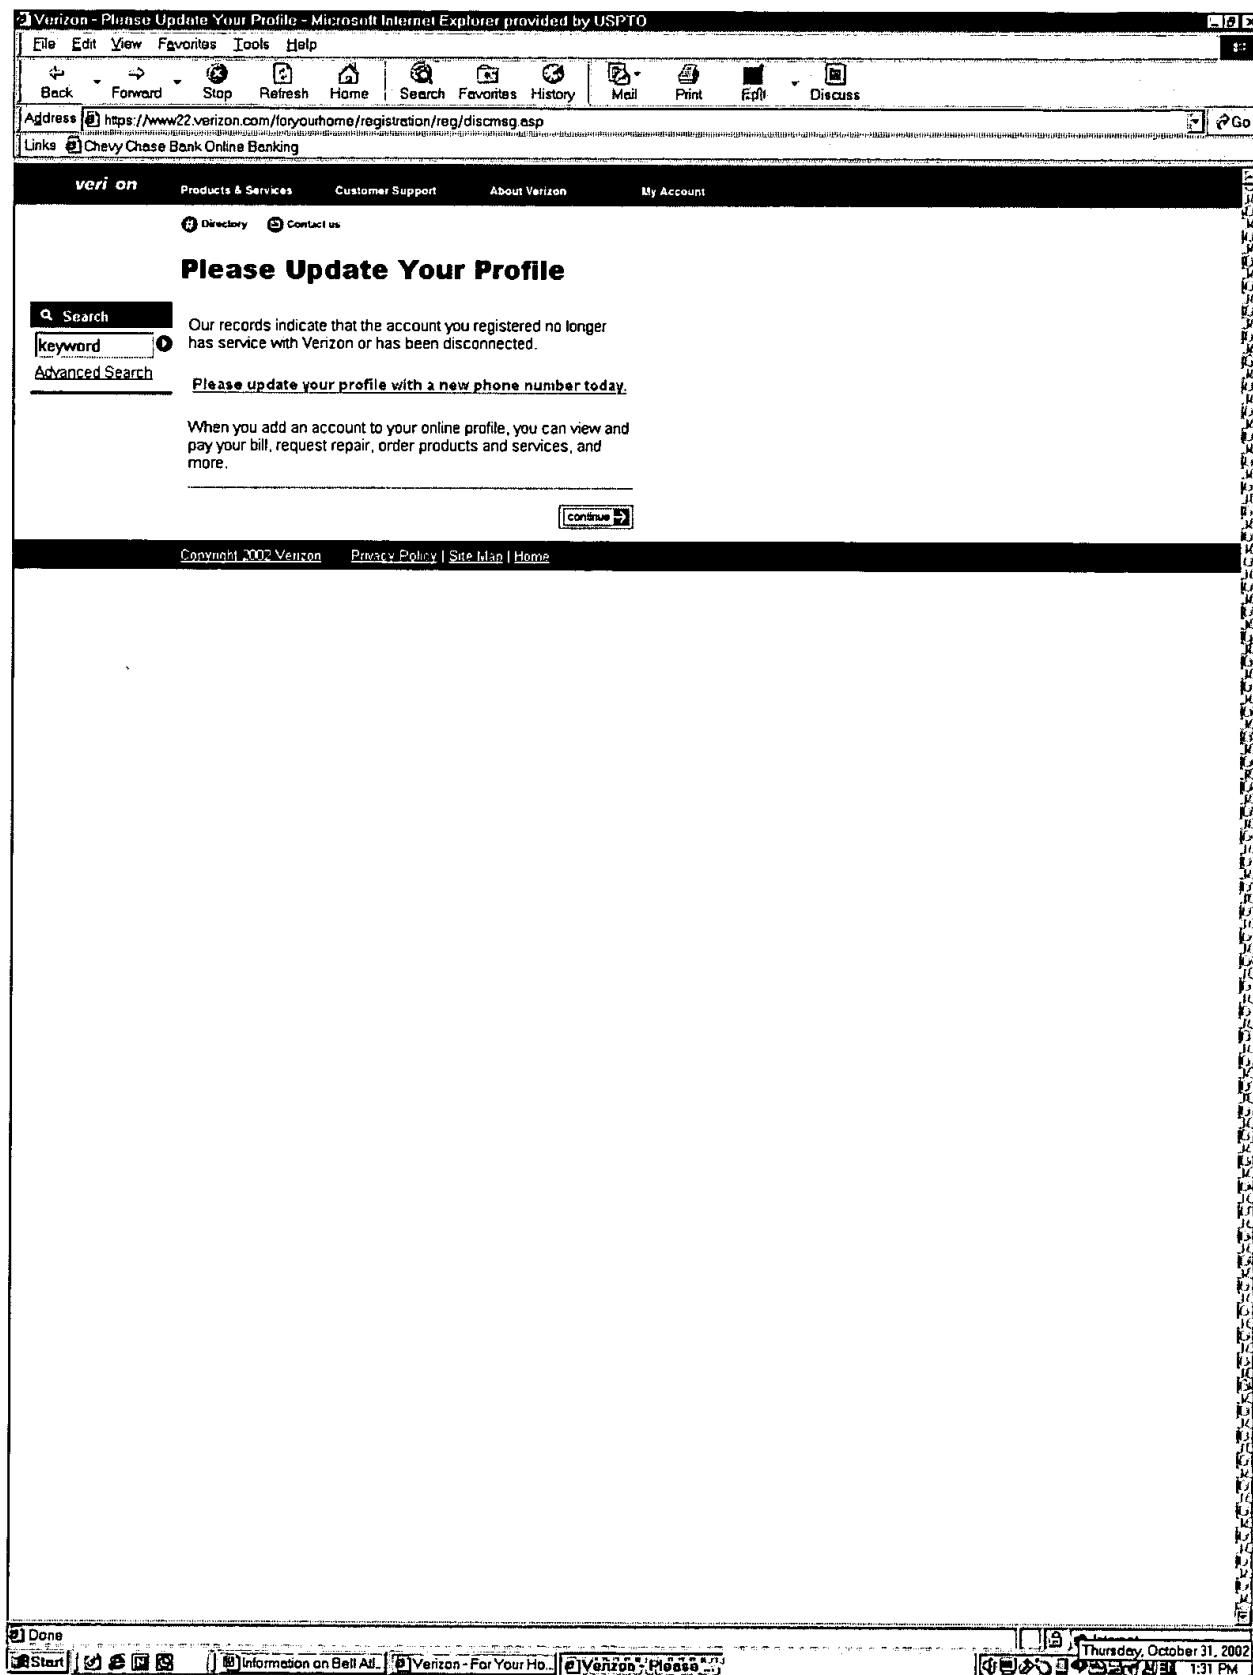 Verizon - Please Update Your Profile - Microsoft Internet Explorer provided by USPTO
File Edit View Favorites Tools Help
Back Forward Stop Refresh Home Search Favorites History Mail Print Edit Discuss
Address https://www22.verizon.com/foryourhome/registration/reg/discmsg.asp Go
Links Chevy Chase Bank Online Banking
veri on Products & Services Customer Support About Verizon My Account
Directory Contact us
Please Update Your Profile
Search
keyword
Advanced Search
Our records indicate that the account you registered no longer
has service with Verizon or has been disconnected.
Please update your profile with a new phone number today.
When you add an account to your online profile, you can view and
pay your bill, request repair, order products and services, and
more.
continue
Copyright 2002 Verizon Privacy Policy | Site Map | Home
Done
Thursday, October 31, 2002
Start Information on Bell Atl... Verizon - For Your Ho... Verizon - Please ... 1:31 PM